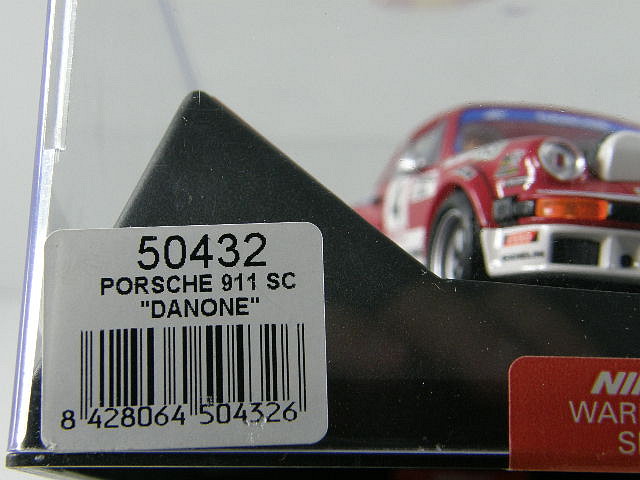 50432
PORSCHE 911 SC
"DANONE"
8 428064 504326